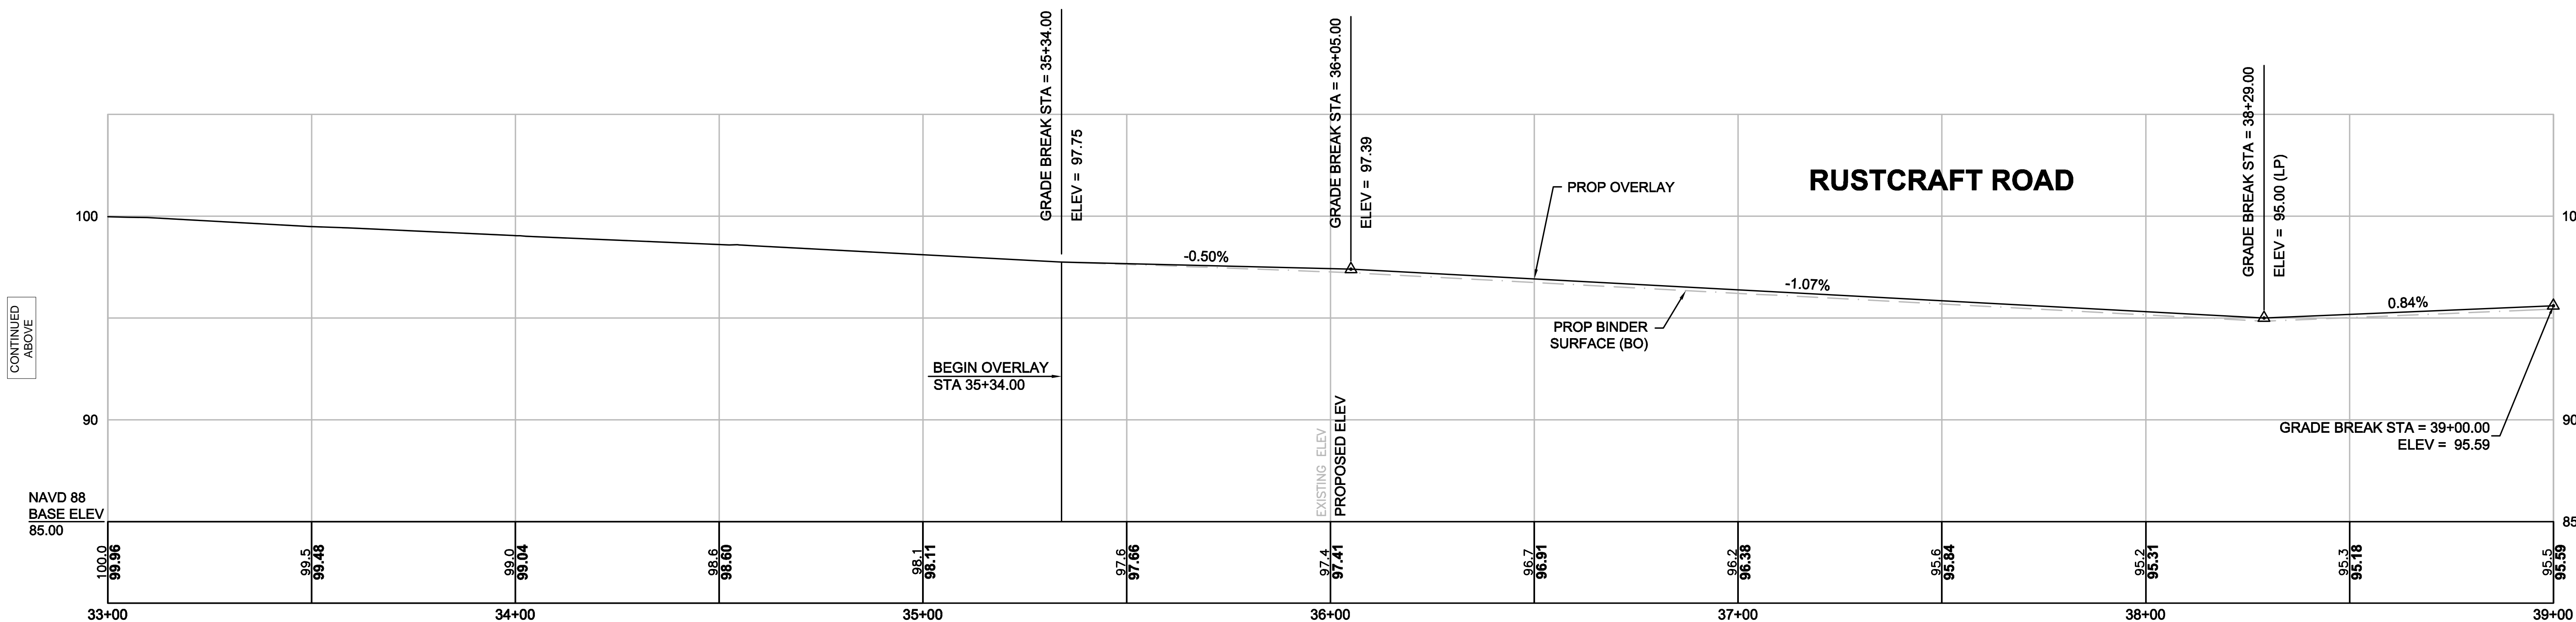 GRADE BREAK STA = 35+34.00
ELEV = 97.75
GRADE BREAK STA = 36+05.00
ELEV = 97.39
GRADE BREAK STA = 38+29.00
ELEV = 95.00 (LP)
RUSTCRAFT ROAD
PROP OVERLAY
100
10
-0.50%
-1.07%
0.84%
CONTINUED
ABOVE
PROP BINDER
SURFACE (BO)
BEGIN OVERLAY
STA 35+34.00
90
90
GRADE BREAK STA = 39+00.00
ELEV = 95.59
EXISTING ELEV
PROPOSED ELEV
NAVD 88
BASE ELEV
85.00
85
100.0
99.96
99.5
99.48
99.0
99.04
98.6
98.60
98.1
98.11
97.6
97.66
97.4
97.41
96.7
96.91
96.2
96.38
95.6
95.84
95.2
95.31
95.3
95.18
95.5
95.59
33+00
34+00
35+00
36+00
37+00
38+00
39+00